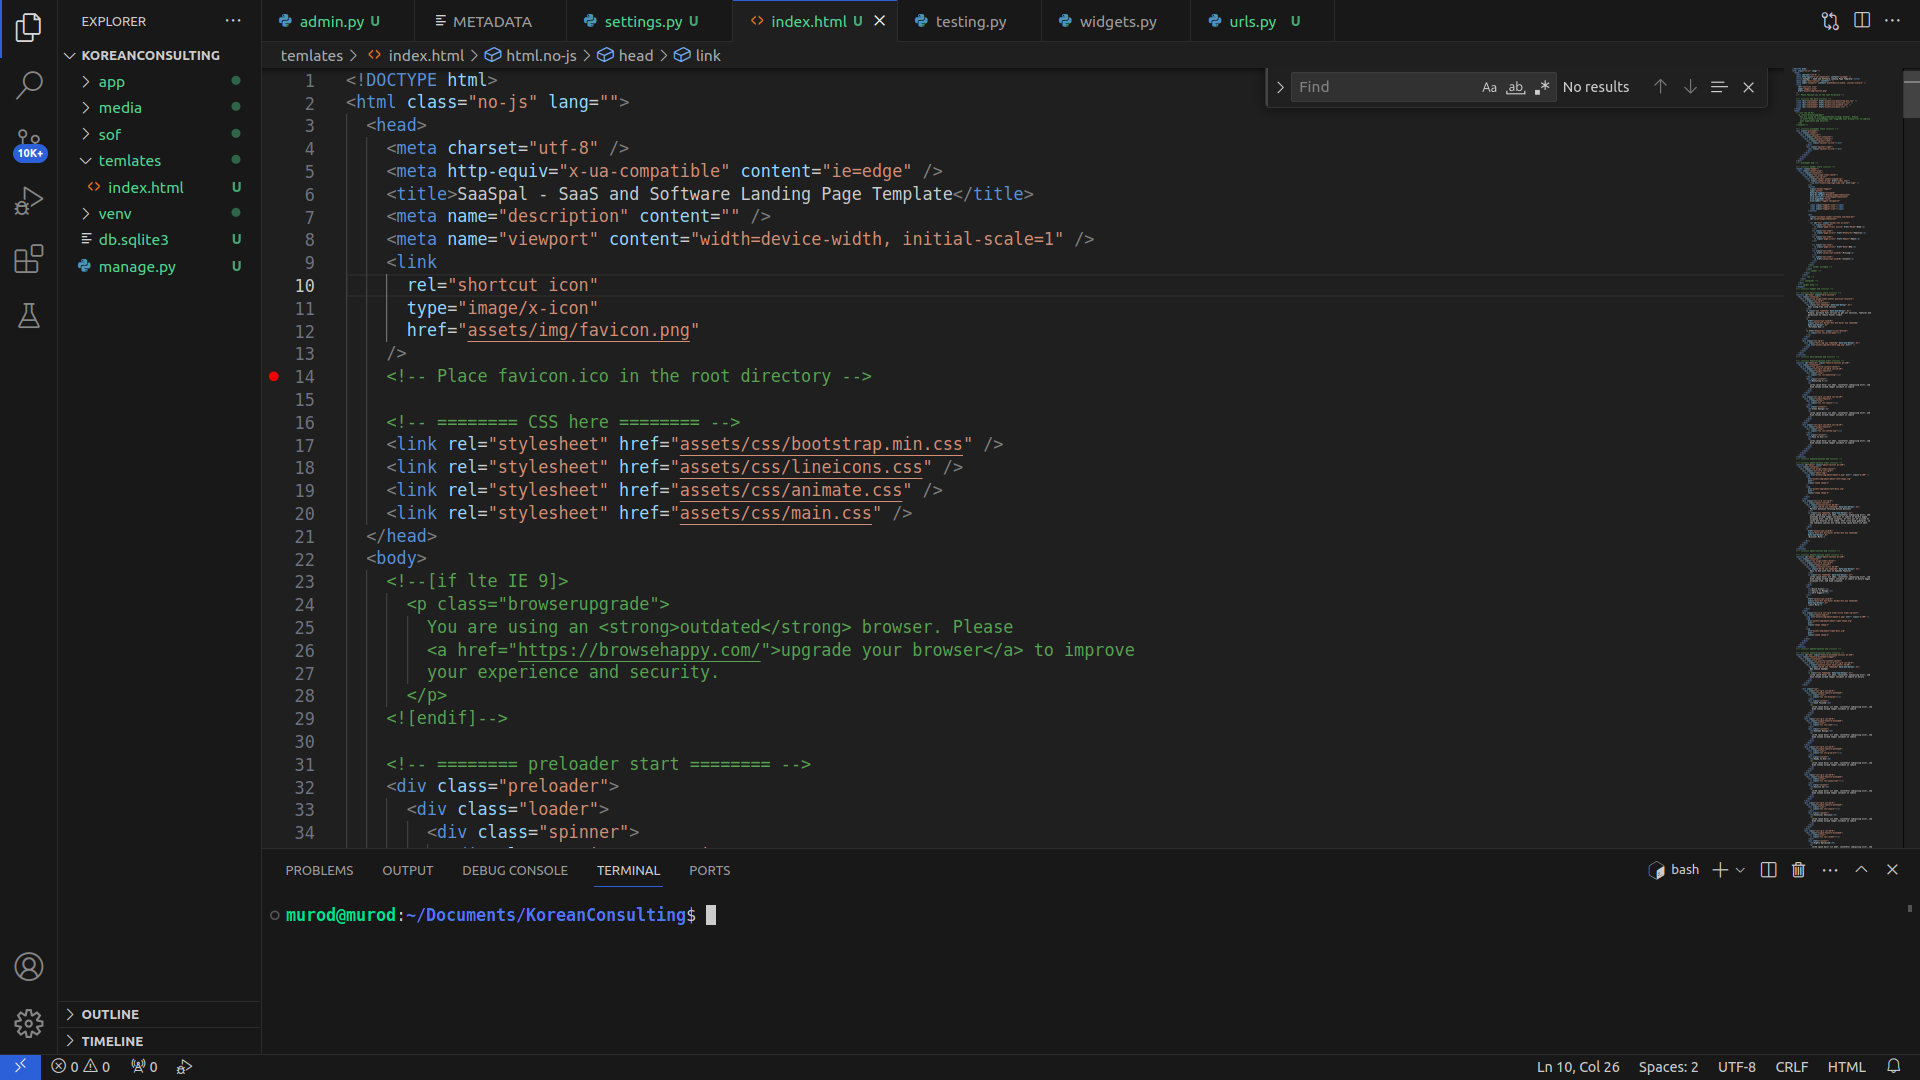 EXPLORER
KOREANCONSULTING
app
media
sof
temlates
index.html U
venv
db.sqlite3 U
manage.py U
OUTLINE
TIMELINE
10K+
admin.py U METADATA settings.py U index.html U testing.py widgets.py urls.py U
temlates > index.html > html.no-js > head > link
Find Aa ab .* No results
1 <!DOCTYPE html>
2 <html class="no-js" lang="">
3 <head>
4 <meta charset="utf-8" />
5 <meta http-equiv="x-ua-compatible" content="ie=edge" />
6 <title>SaaSpal - SaaS and Software Landing Page Template</title>
7 <meta name="description" content="" />
8 <meta name="viewport" content="width=device-width, initial-scale=1" />
9 <link
10 rel="shortcut icon"
11 type="image/x-icon"
12 href="assets/img/favicon.png"
13 />
14 <!-- Place favicon.ico in the root directory -->
15
16 <!-- ======== CSS here ======== -->
17 <link rel="stylesheet" href="assets/css/bootstrap.min.css" />
18 <link rel="stylesheet" href="assets/css/lineicons.css" />
19 <link rel="stylesheet" href="assets/css/animate.css" />
20 <link rel="stylesheet" href="assets/css/main.css" />
21 </head>
22 <body>
23 <!--[if lte IE 9]>
24 <p class="browserupgrade">
25 You are using an <strong>outdated</strong> browser. Please
26 <a href="https://browsehappy.com/">upgrade your browser</a> to improve
27 your experience and security.
28 </p>
29 <![endif]-->
30
31 <!-- ======== preloader start ======== -->
32 <div class="preloader">
33 <div class="loader">
34 <div class="spinner">
PROBLEMS OUTPUT DEBUG CONSOLE TERMINAL PORTS
bash
murod@murod:~/Documents/KoreanConsulting$
0 0 0
Ln 10, Col 26 Spaces: 2 UTF-8 CRLF HTML